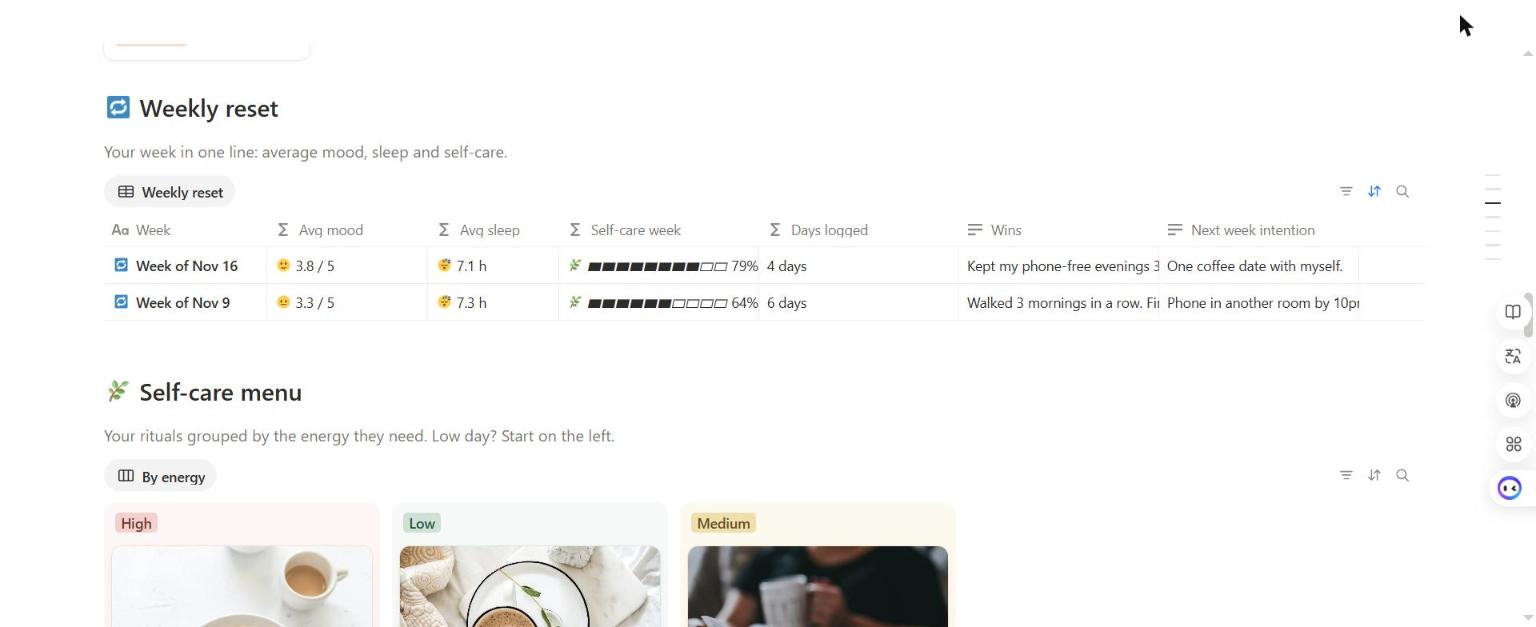 Weekly reset
Your week in one line: average mood, sleep and self-care.
Weekly reset
Aa Week Σ Avg mood Σ Avg sleep Σ Self-care week Σ Days logged Wins Next week intention
Week of Nov 16 3.8 / 5 7.1 h 79% 4 days Kept my phone-free evenings 3 One coffee date with myself.
Week of Nov 9 3.3 / 5 7.3 h 64% 6 days Walked 3 mornings in a row. Phone in another room by
Self-care menu
Your rituals grouped by the energy they need. Low day? Start on the left.
By energy
High Low Medium